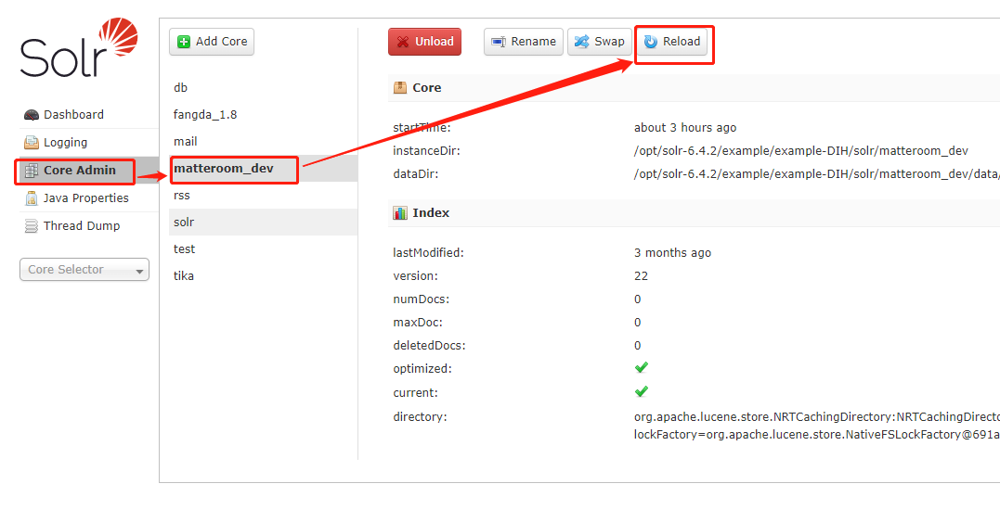 Solr
Dashboard
Logging
Core Admin
Java Properties
Thread Dump
Core Selector
Add Core
db
fangda_1.8
mail
matteroom_dev
rss
solr
test
tika
Unload Rename Swap Reload
Core
startTime: about 3 hours ago
instanceDir: /opt/solr-6.4.2/example/example-DIH/solr/matteroom_dev
dataDir: /opt/solr-6.4.2/example/example-DIH/solr/matteroom_dev/data/
Index
lastModified: 3 months ago
version: 22
numDocs: 0
maxDoc: 0
deletedDocs: 0
optimized:
current:
directory: org.apache.lucene.store.NRTCachingDirectory:NRTCachingDirecto
lockFactory=org.apache.lucene.store.NativeFSLockFactory@691a